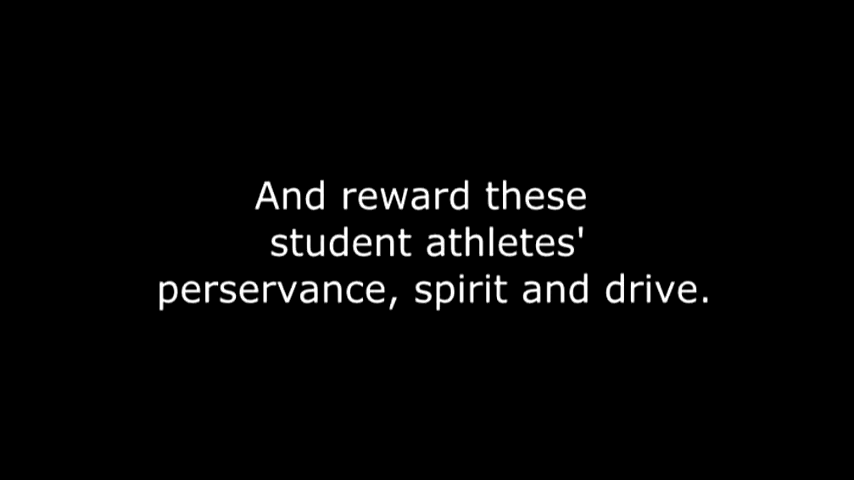 And reward these
student athletes'
perservance, spirit and drive.